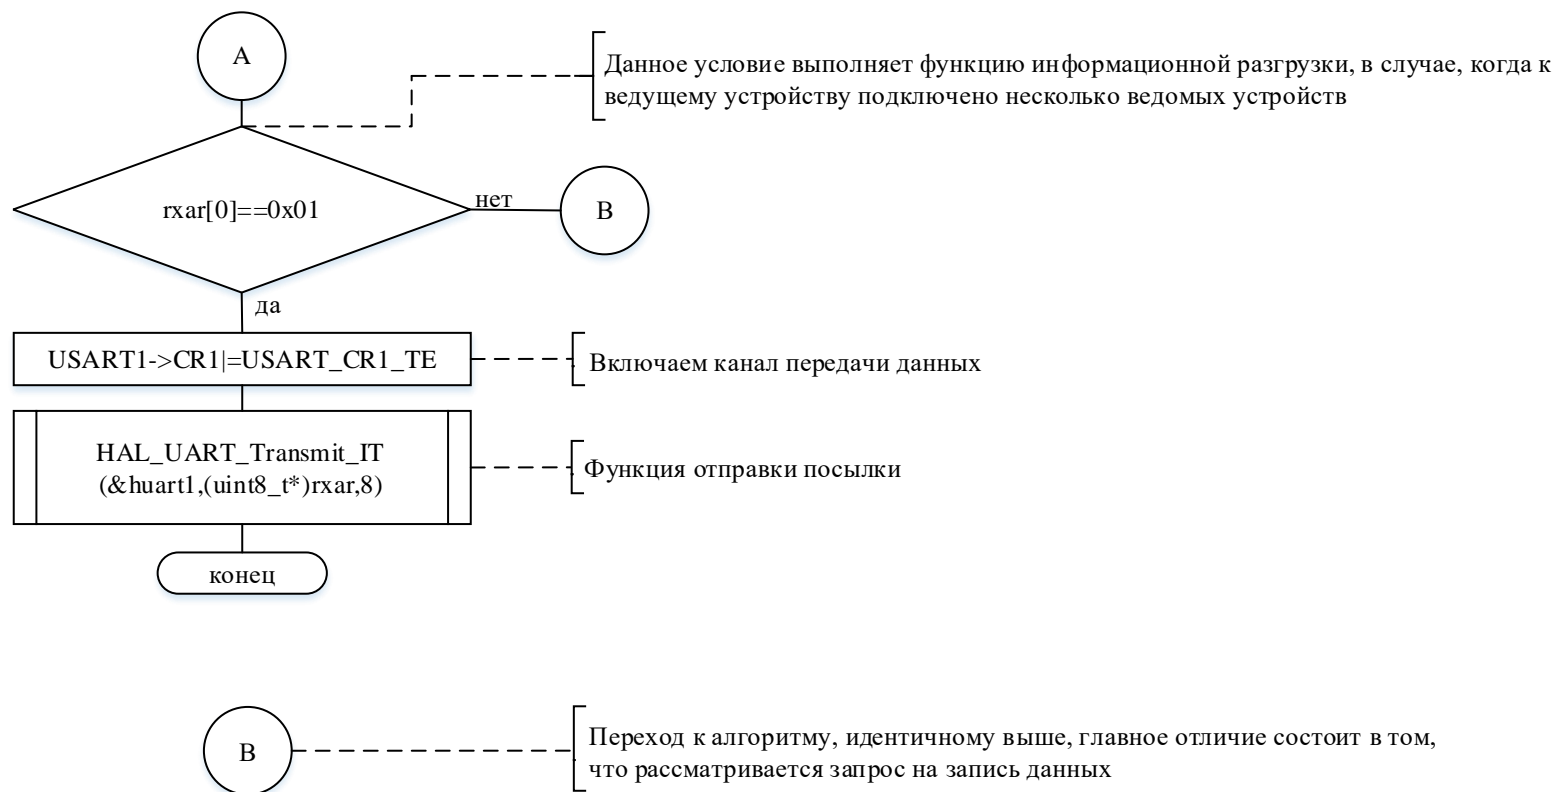 А
Данное условие выполняет функцию информационной разгрузки, в случае, когда к
ведущему устройству подключено несколько ведомых устройств
rxar[0]==0x01
нет
В
да
USART1->CR1|=USART_CR1_TE
Включаем канал передачи данных
HAL_UART_Transmit_IT
(&huart1,(uint8_t*)rxar,8)
Функция отправки посылки
конец
В
Переход к алгоритму, идентичному выше, главное отличие состоит в том,
что рассматривается запрос на запись данных